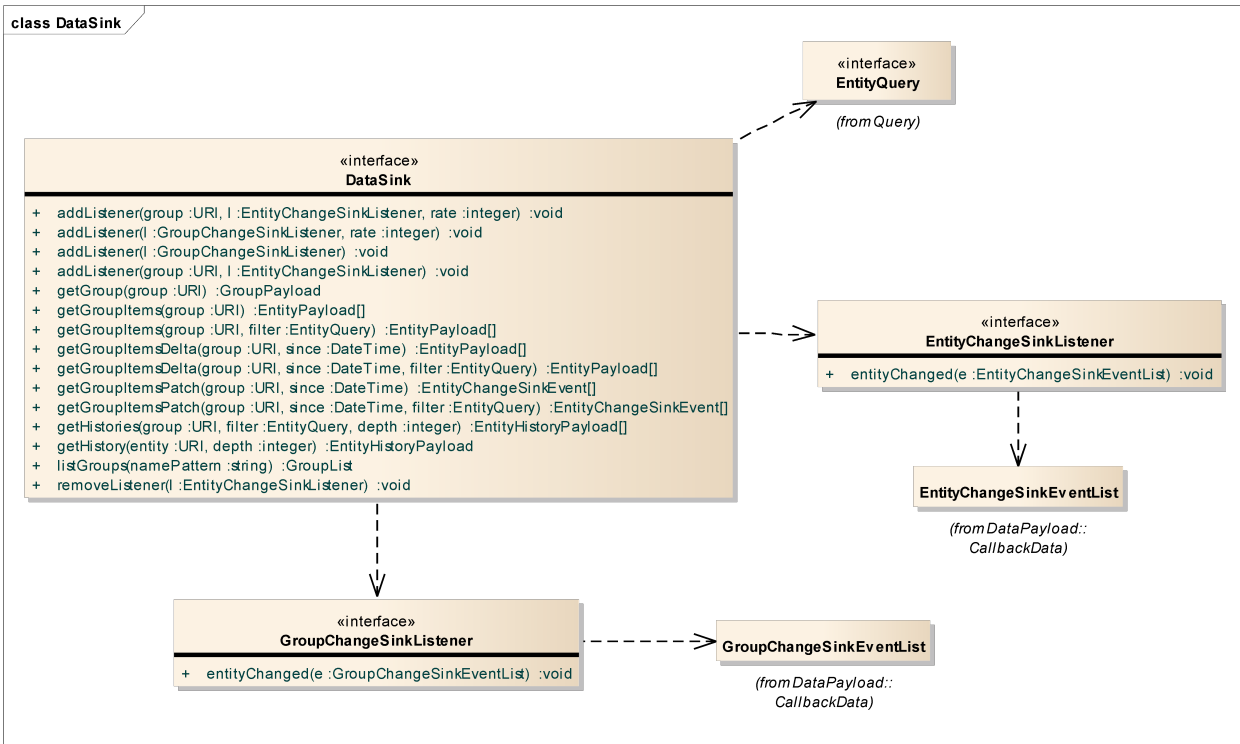 class DataSink
«interface»
EntityQuery
(from Query)
«interface»
DataSink
+ addListener(group :URI, l :EntityChangeSinkListener, rate :integer) :void
+ addListener(l :GroupChangeSinkListener, rate :integer) :void
+ addListener(l :GroupChangeSinkListener) :void
+ addListener(group :URI, l :EntityChangeSinkListener) :void
+ getGroup(group :URI) :GroupPayload
+ getGroupItems(group :URI) :EntityPayload[]
+ getGroupItems(group :URI, filter :EntityQuery) :EntityPayload[]
+ getGroupItemsDelta(group :URI, since :DateTime) :EntityPayload[]
+ getGroupItemsDelta(group :URI, since :DateTime, filter :EntityQuery) :EntityPayload[]
+ getGroupItemsPatch(group :URI, since :DateTime) :EntityChangeSinkEvent[]
+ getGroupItemsPatch(group :URI, since :DateTime, filter :EntityQuery) :EntityChangeSinkEvent[]
+ getHistories(group :URI, filter :EntityQuery, depth :integer) :EntityHistoryPayload[]
+ getHistory(entity :URI, depth :integer) :EntityHistoryPayload
+ listGroups(namePattern :string) :GroupList
+ removeListener(l :EntityChangeSinkListener) :void
«interface»
EntityChangeSinkListener
+ entityChanged(e :EntityChangeSinkEventList) :void
EntityChangeSinkEventList
(from DataPayload::
CallbackData)
«interface»
GroupChangeSinkListener
+ entityChanged(e :GroupChangeSinkEventList) :void
GroupChangeSinkEventList
(from DataPayload::
CallbackData)